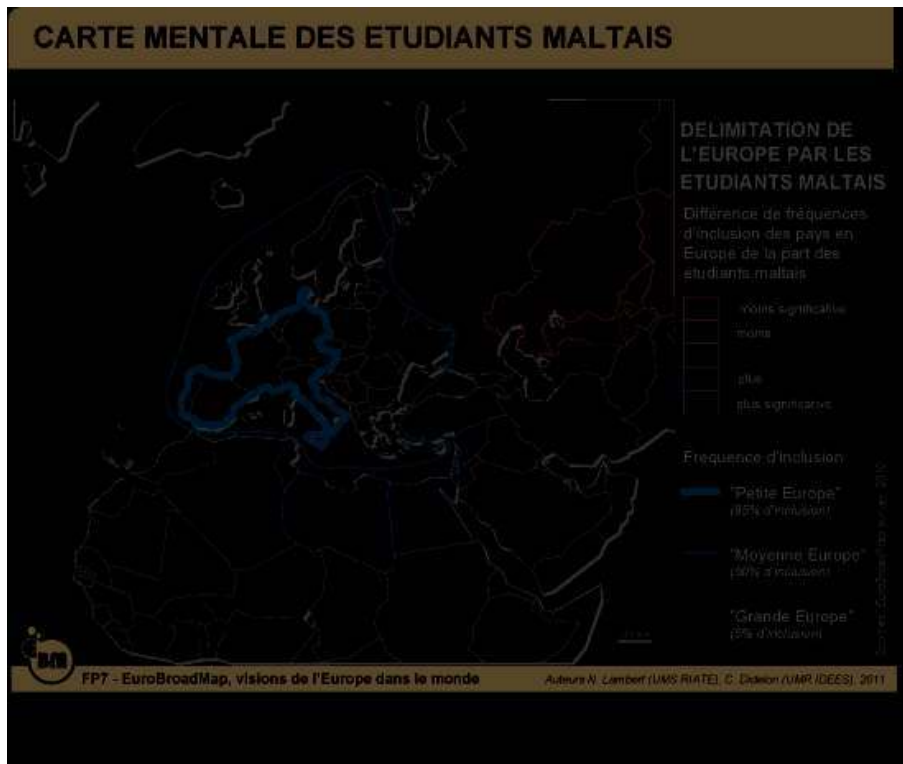 CARTE MENTALE DES ETUDIANTS MALTAIS
DELIMITATION DE
L'EUROPE PAR LES
ETUDIANTS MALTAIS
Différence de fréquences
d'inclusion des pays en
Europe de la part des
etudiants maltais
moins significative
moins
plus
plus significative
Frequence d'inclusion
"Petite Europe"
(95% d'inclusion)
"Moyenne Europe"
(50% d'inclusion)
"Grande Europe"
(5% d'inclusion)
FP7 - EuroBroadMap, visions de l'Europe dans le monde
Auteurs N. Lambert (UMS RIATE), C. Didelon (UMR IDEES), 2011